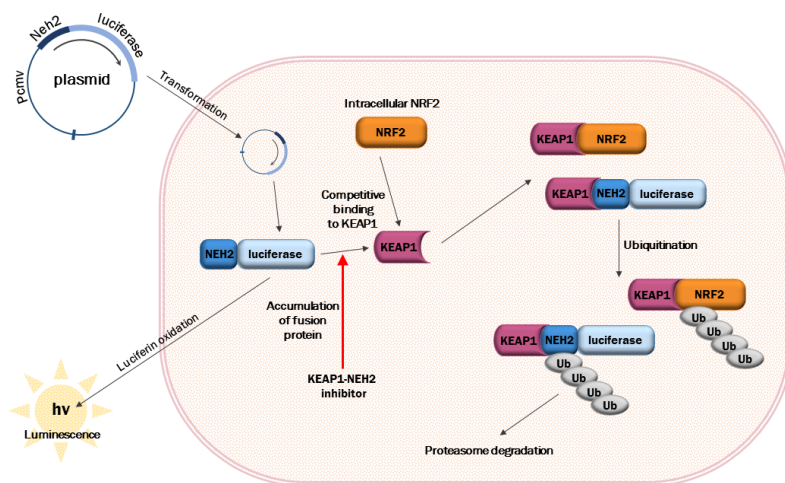 Neh2
luciferase
Pcmv
plasmid
Transformation
Intracellular NRF2
NRF2
KEAP1
NRF2
Competitive
binding
to KEAP1
KEAP1
NEH2
luciferase
NEH2
luciferase
KEAP1
Ubiquitination
Accumulation
of fusion
protein
KEAP1
NRF2
Ub
Ub
Ub
Ub
KEAP1
NEH2
luciferase
Ub
Ub
Ub
Ub
Luciferin oxidation
KEAP1-NEH2
inhibitor
hv
Luminescence
Proteasome degradation